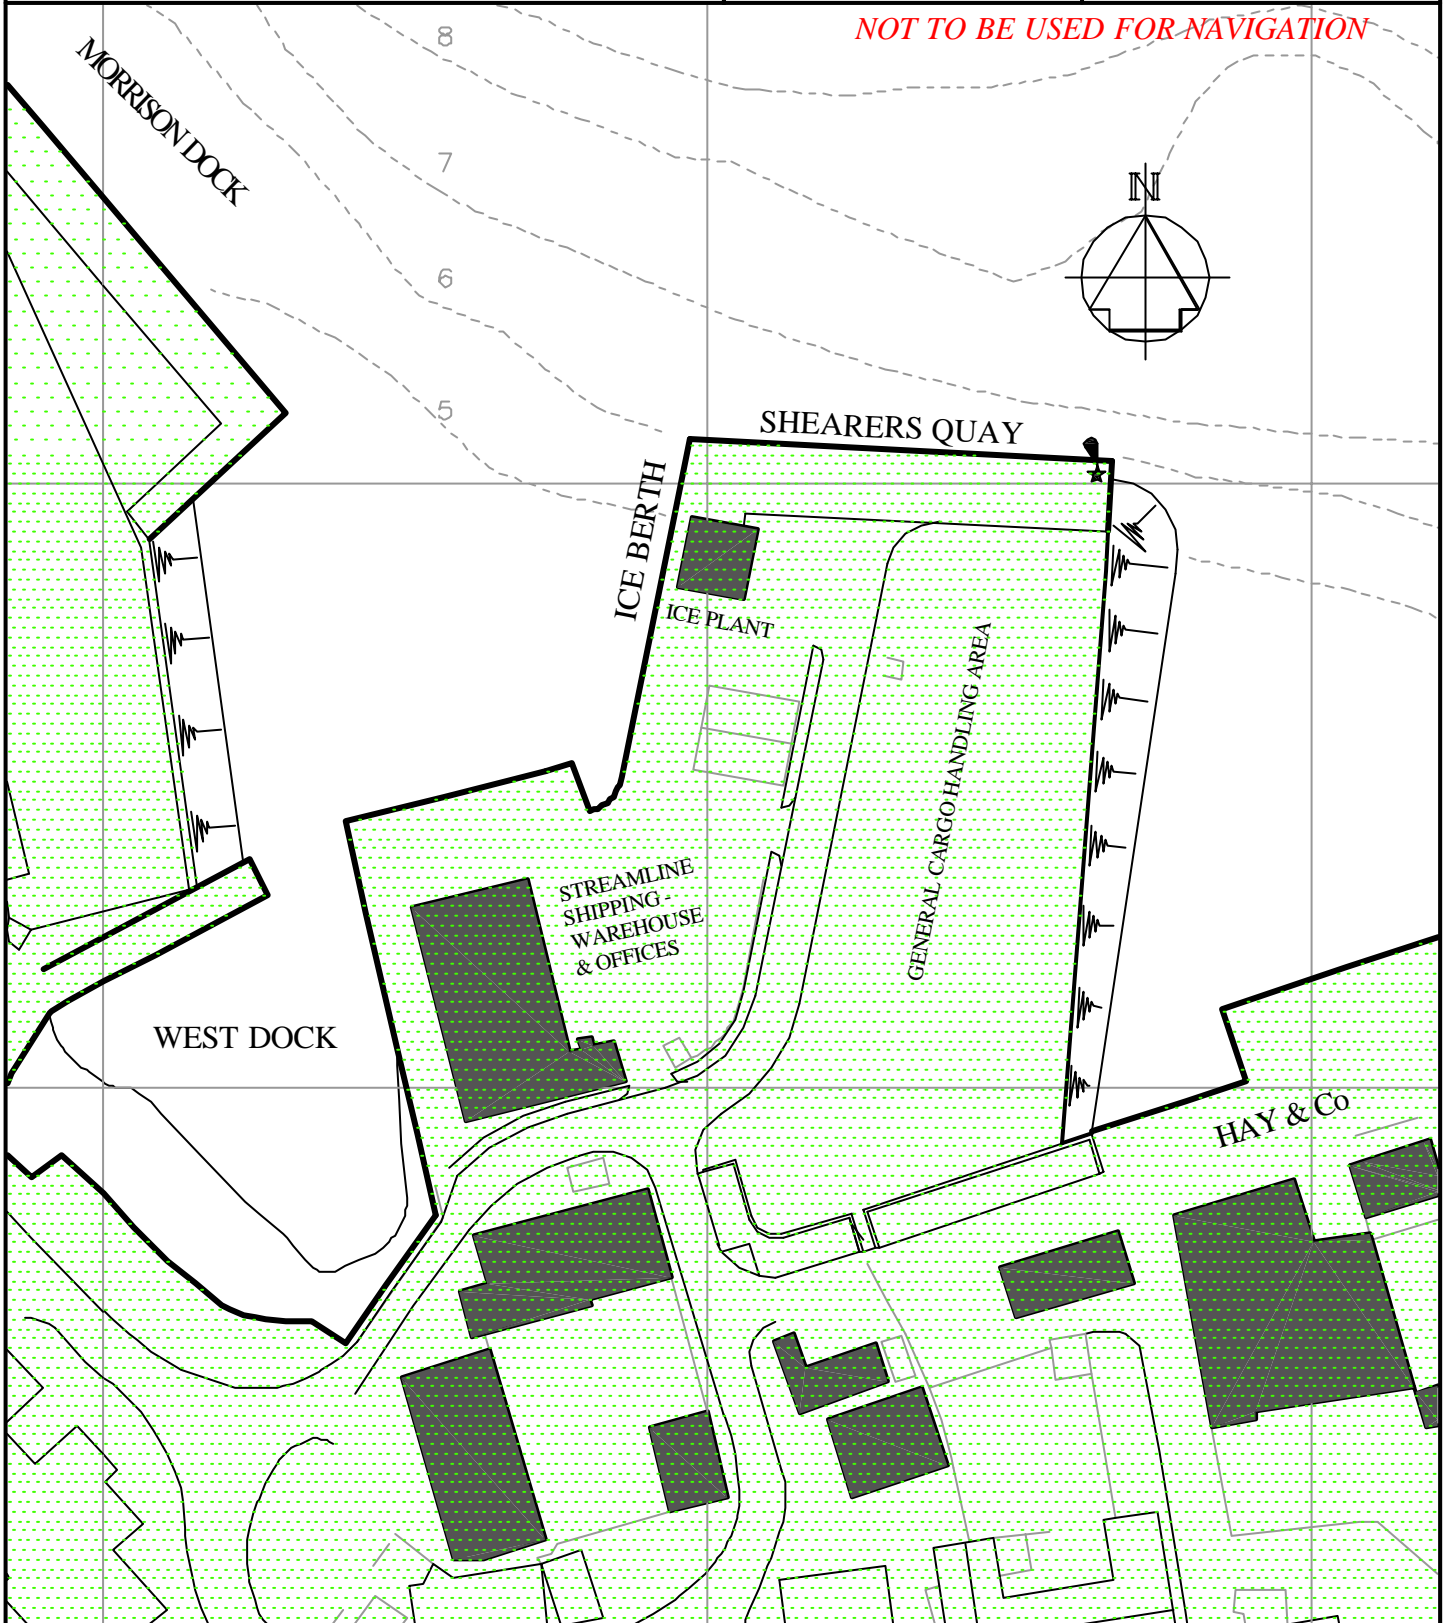 NOT TO BE USED FOR NAVIGATION
8
MORRISON DOCK
7
N
6
5
SHEARERS QUAY
ICE BERTH
ICE PLANT
GENERAL CARGO HANDLING AREA
STREAMLINE
SHIPPING -
WAREHOUSE
& OFFICES
WEST DOCK
HAY & Co